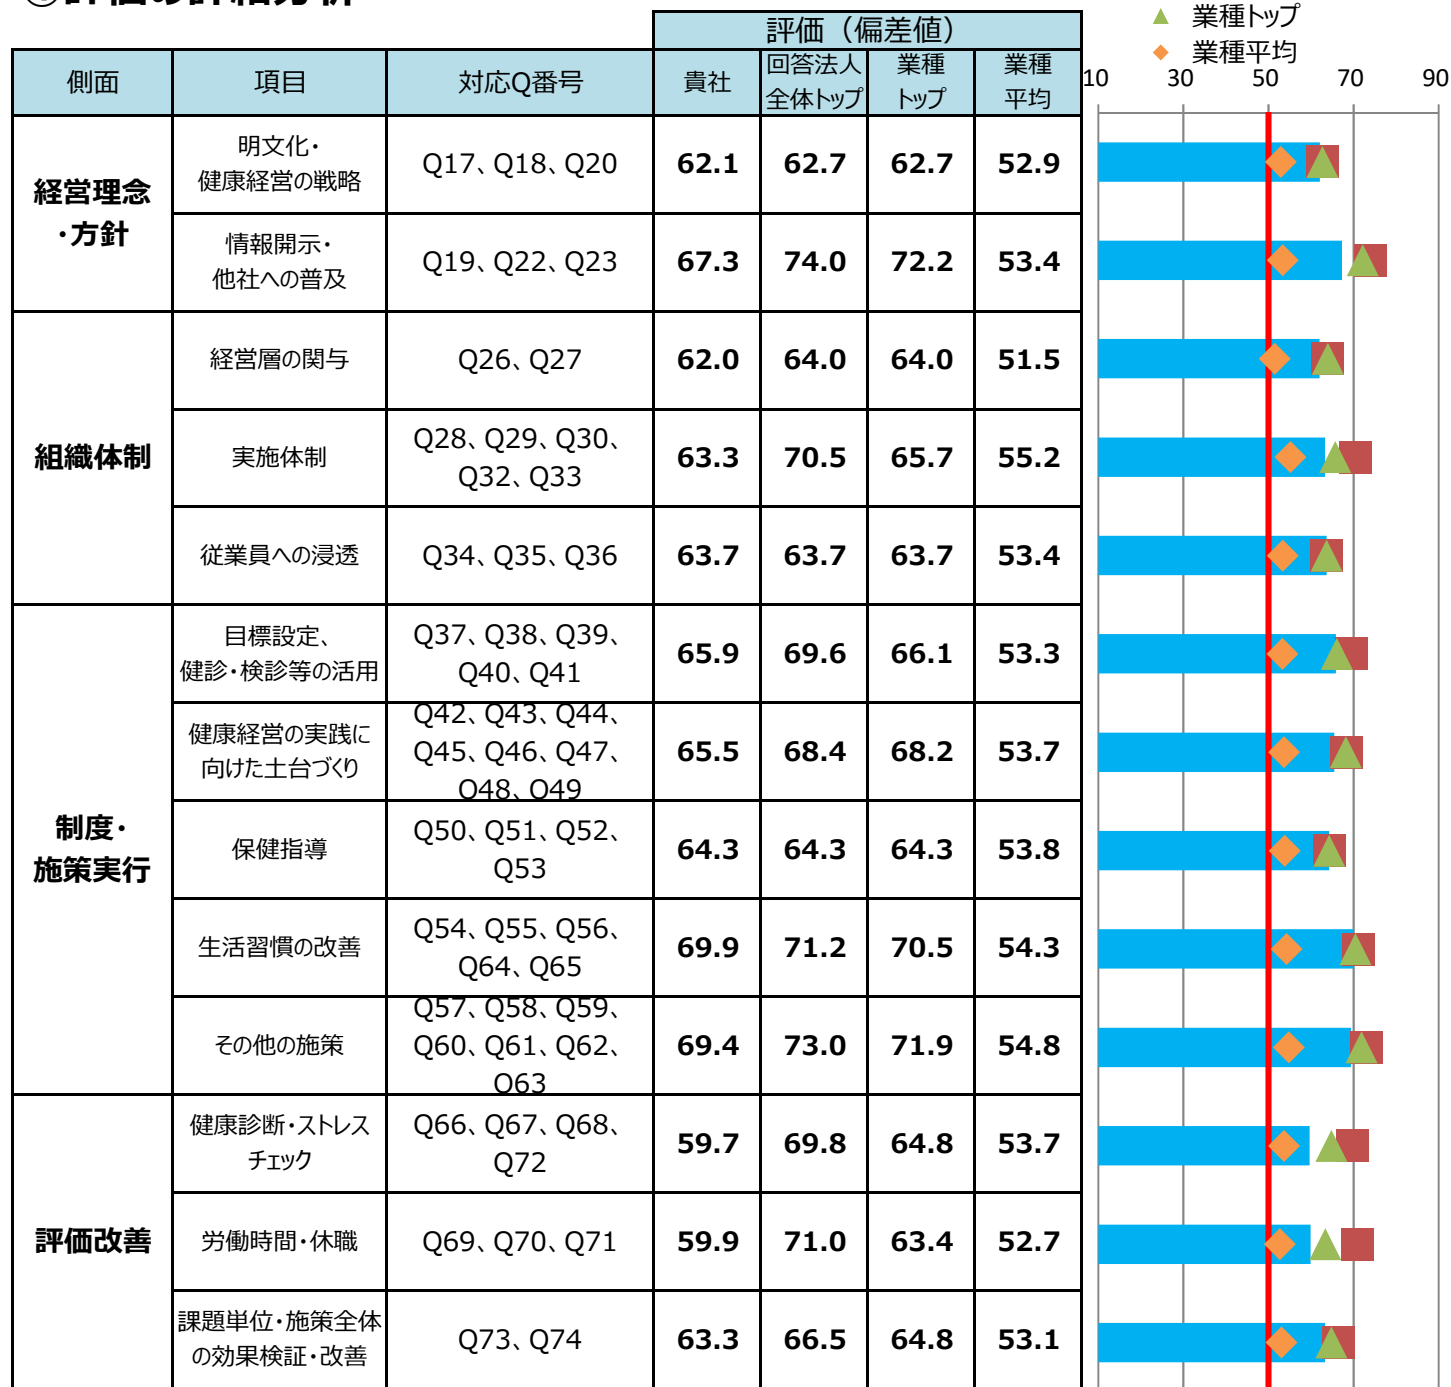 ①評価の詳細分析
評価（偏差値）
▲ 業種トップ
◆ 業種平均
側面 項目 対応Q番号 貴社 回答法人 業種 業種
全体トップ トップ 平均
10 30 50 70 90
経営理念
・方針
明文化・
健康経営の戦略
Q17、Q18、Q20 62.1 62.7 62.7 52.9
情報開示・
他社への普及
Q19、Q22、Q23 67.3 74.0 72.2 53.4
組織体制
経営層の関与 Q26、Q27 62.0 64.0 64.0 51.5
実施体制
Q28、Q29、Q30、
Q32、Q33
63.3 70.5 65.7 55.2
従業員への浸透 Q34、Q35、Q36 63.7 63.7 63.7 53.4
制度・
施策実行
目標設定、
健診・検診等の活用
Q37、Q38、Q39、
Q40、Q41
65.9 69.6 66.1 53.3
健康経営の実践に
向けた土台づくり
Q42、Q43、Q44、
Q45、Q46、Q47、
Q48、Q49
65.5 68.4 68.2 53.7
保健指導
Q50、Q51、Q52、
Q53
64.3 64.3 64.3 53.8
生活習慣の改善
Q54、Q55、Q56、
Q64、Q65
69.9 71.2 70.5 54.3
その他の施策
Q57、Q58、Q59、
Q60、Q61、Q62、
Q63
69.4 73.0 71.9 54.8
評価改善
健康診断・ストレス
チェック
Q66、Q67、Q68、
Q72
59.7 69.8 64.8 53.7
労働時間・休職 Q69、Q70、Q71 59.9 71.0 63.4 52.7
課題単位・施策全体
の効果検証・改善
Q73、Q74 63.3 66.5 64.8 53.1